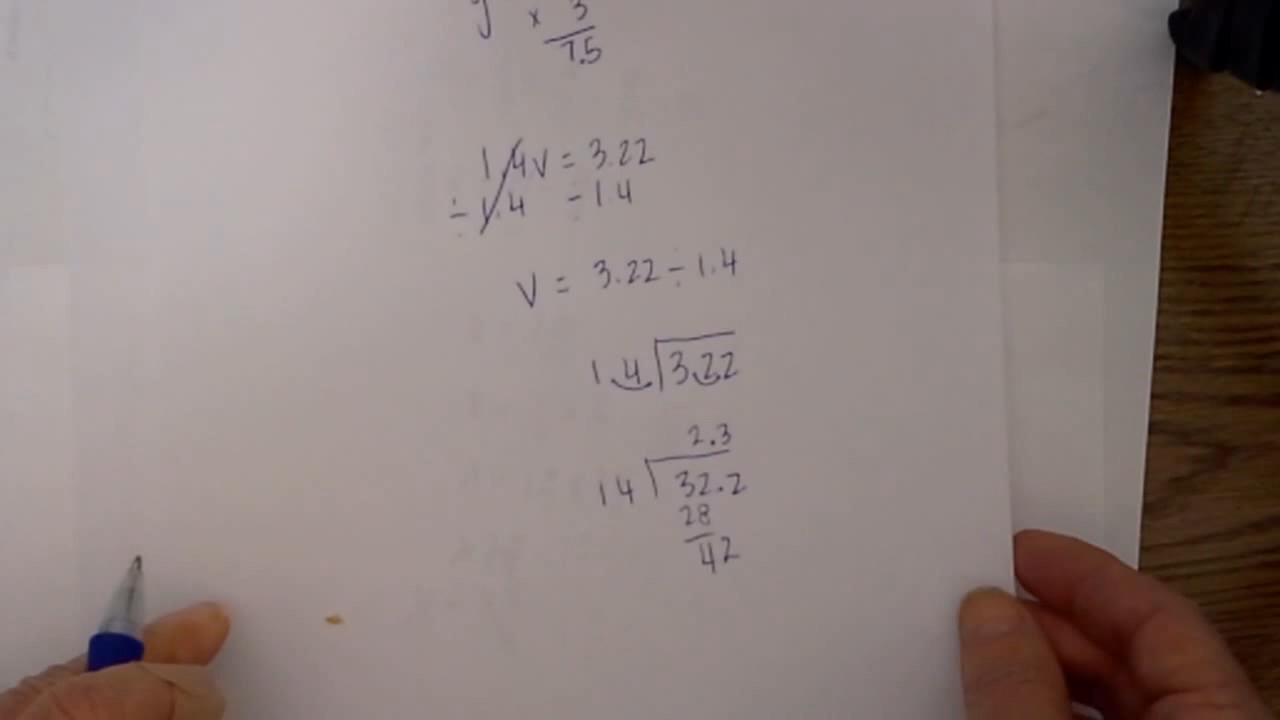 y × 3
7.5
1.4v = 3.22
÷ 1.4 ÷ 1.4
v = 3.22 ÷ 1.4
1.4 3.22
2.3
14 32.2
28
42